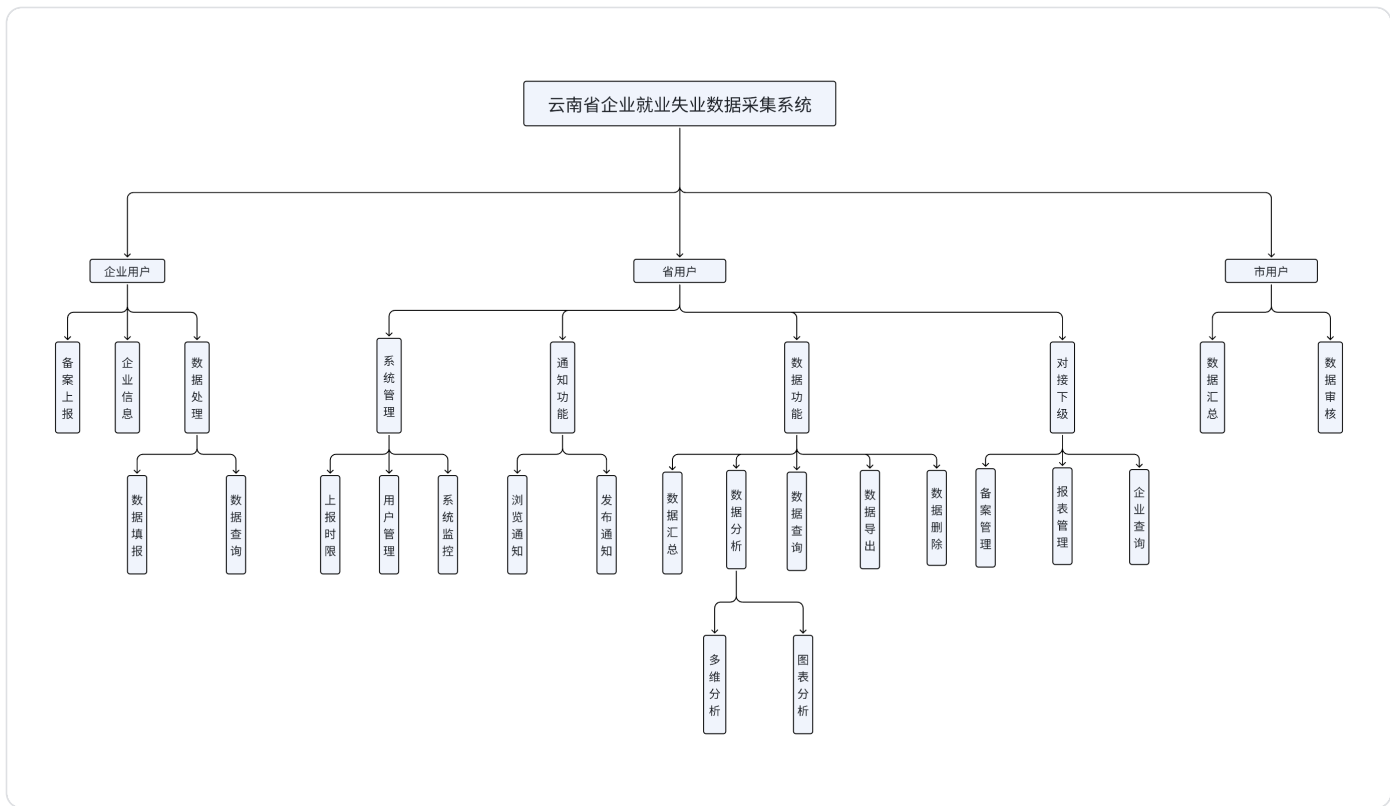 云南省企业就业失业数据采集系统
企业用户
省用户
市用户
备案上报
企业信息
数据处理
系统管理
通知功能
数据功能
对接下级
数据汇总
数据审核
数据填报
数据查询
上报时限
用户管理
系统监控
浏览通知
发布通知
数据汇总
数据分析
数据查询
数据导出
数据删除
备案管理
报表管理
企业查询
多维分析
图表分析